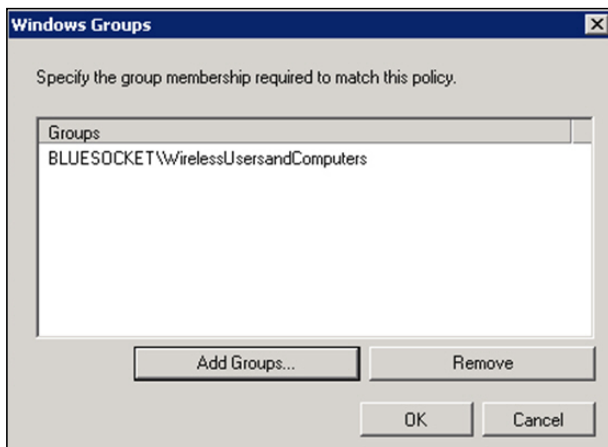 Windows Groups
Specify the group membership required to match this policy.
Groups
BLUESOCKET\WirelessUsersandComputers
Add Groups...
Remove
OK
Cancel